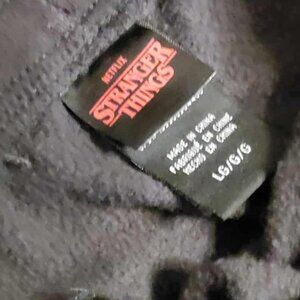 NETFLIX
STRANGER
THINGS
MADE IN CHINA
FABRIQUÉ EN CHINE
HECHO EN CHINA
LG/G/G